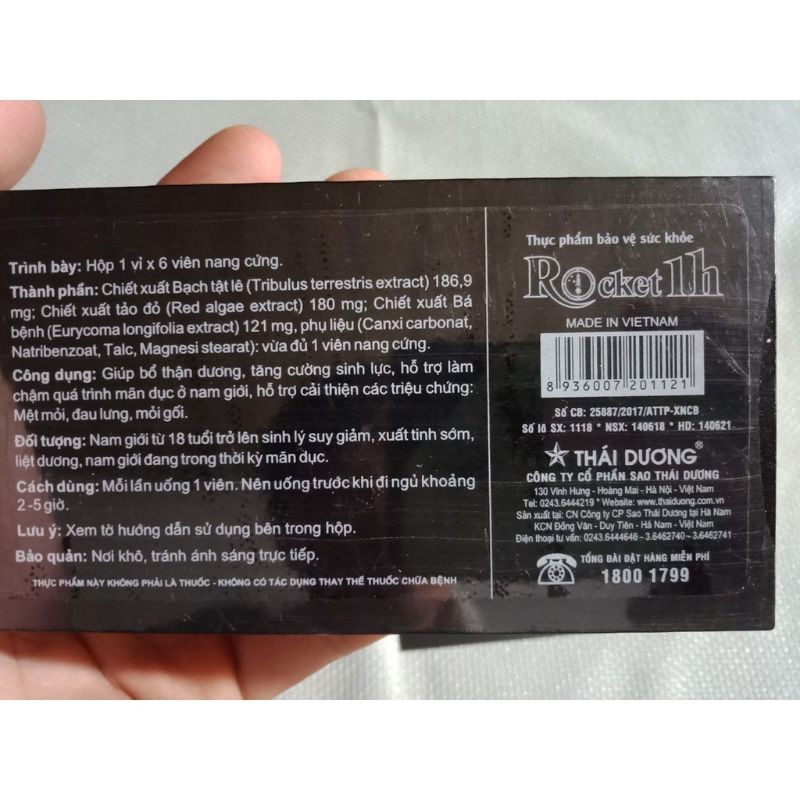 Trình bày: Hộp 1 vỉ x 6 viên nang cứng.
Thành phần: Chiết xuất Bạch tật lê (Tribulus terrestris extract) 186,9
mg; Chiết xuất tảo đỏ (Red algae extract) 180 mg; Chiết xuất Bá
bệnh (Eurycoma longifolia extract) 121 mg, phụ liệu (Canxi carbonat,
Natribenzoat, Talc, Magnesi stearat): vừa đủ 1 viên nang cứng.
Công dụng: Giúp bổ thận dương, tăng cường sinh lực, hỗ trợ làm
chậm quá trình mãn dục ở nam giới, hỗ trợ cải thiện các triệu chứng:
Mệt mỏi, đau lưng, mỏi gối.
Đối tượng: Nam giới từ 18 tuổi trở lên sinh lý suy giảm, xuất tinh sớm,
liệt dương, nam giới đang trong thời kỳ mãn dục.
Cách dùng: Mỗi lần uống 1 viên. Nên uống trước khi đi ngủ khoảng
2-5 giờ.
Lưu ý: Xem tờ hướng dẫn sử dụng bên trong hộp.
Bảo quản: Nơi khô, tránh ánh sáng trực tiếp.
THỰC PHẨM NÀY KHÔNG PHẢI LÀ THUỐC - KHÔNG CÓ TÁC DỤNG THAY THẾ THUỐC CHỮA BỆNH
Thực phẩm bảo vệ sức khỏe
Rocket 1h
MADE IN VIETNAM
8 936007 201121
Số CB: 25887/2017/ATTP-XNCB
Số lô SX: 1118 * NSX: 140618 * HD: 140621
THÁI DƯƠNG®
CÔNG TY CỔ PHẦN SAO THÁI DƯƠNG
130 Vĩnh Hưng - Hoàng Mai - Hà Nội - Việt Nam
Tel: 0243.6444219 * Website: www.thaiduong.com.vn
Sản xuất tại: CN Công ty CP Sao Thái Dương tại Hà Nam
KCN Đồng Văn - Duy Tiên - Hà Nam - Việt Nam
Điện thoại tư vấn: 0243.6444646 - 3.6462740 - 3.6462741
TỔNG ĐÀI ĐẶT HÀNG MIỄN PHÍ
1800 1799